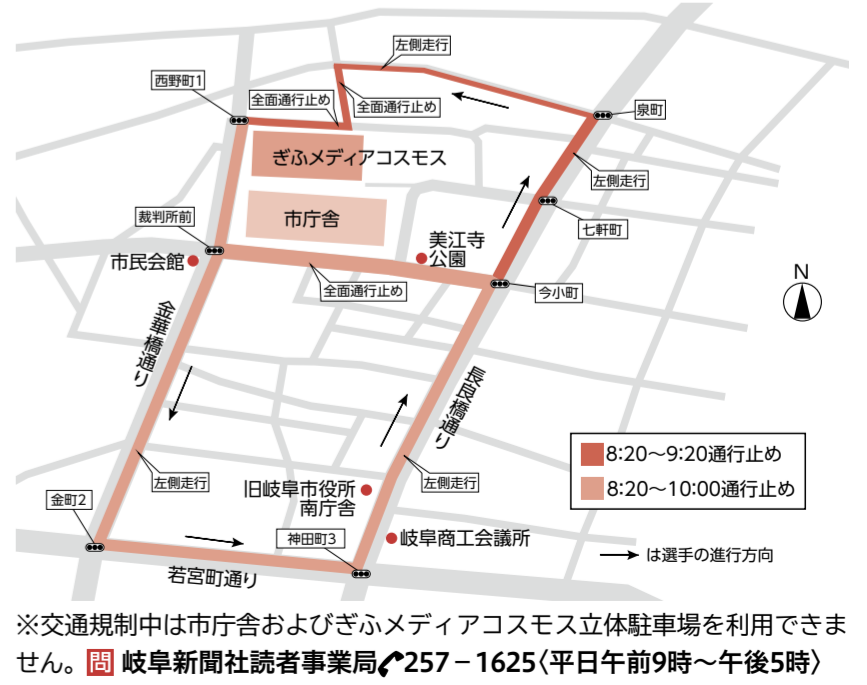 左側走行
西野町1
全面通行止め
全面通行止め
泉町
ぎふメディアコスモス
左側走行
市庁舎
裁判所前
七軒町
市民会館
美江寺
公園
全面通行止め
今小町
N
金華橋通り
長良橋通り
8:20〜9:20通行止め
8:20〜10:00通行止め
左側走行
旧岐阜市役所
南庁舎
左側走行
金町2
神田町3
岐阜商工会議所
は選手の進行方向
若宮町通り
※交通規制中は市庁舎およびぎふメディアコスモス立体駐車場を利用できま
せん。問 岐阜新聞社読者事業局257−1625〈平日午前9時〜午後5時〉